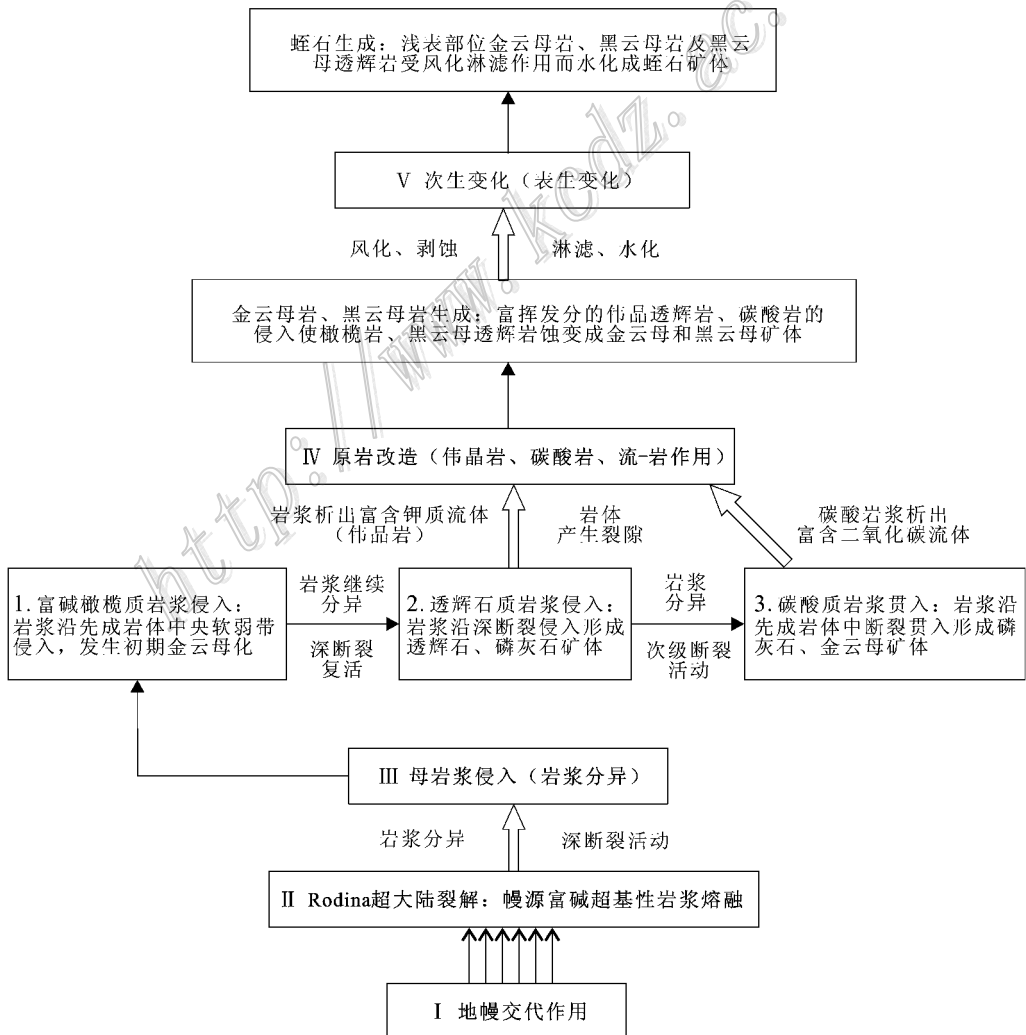 蛭石生成：浅表部位金云母岩、黑云母岩及黑云
母透辉岩受风化淋滤作用而水化成蛭石矿体
Ⅴ 次生变化（表生变化）
风化、剥蚀
淋滤、水化
金云母岩、黑云母岩生成：富挥发分的伟晶透辉岩、碳酸岩的
侵入使橄榄岩、黑云母透辉岩蚀变成金云母和黑云母矿体
Ⅳ 原岩改造（伟晶岩、碳酸岩、流-岩作用）
岩浆析出富含钾质流体
（伟晶岩）
岩体
产生裂隙
碳酸岩浆析出
富含二氧化碳流体
1.富碱橄榄质岩浆侵入：
岩浆沿先成岩体中央软弱带
侵入，发生初期金云母化
岩浆继续
分异
深断裂
复活
2.透辉石质岩浆侵入：
岩浆沿深断裂侵入形成
透辉石、磷灰石矿体
岩浆
分异
次级断裂
活动
3.碳酸质岩浆贯入：岩浆沿
先成岩体中断裂贯入形成磷
灰石、金云母矿体
Ⅲ 母岩浆侵入（岩浆分异）
岩浆分异
深断裂活动
Ⅱ Rodina超大陆裂解：幔源富碱超基性岩浆熔融
Ⅰ 地幔交代作用
http://www.kcdz.ac.